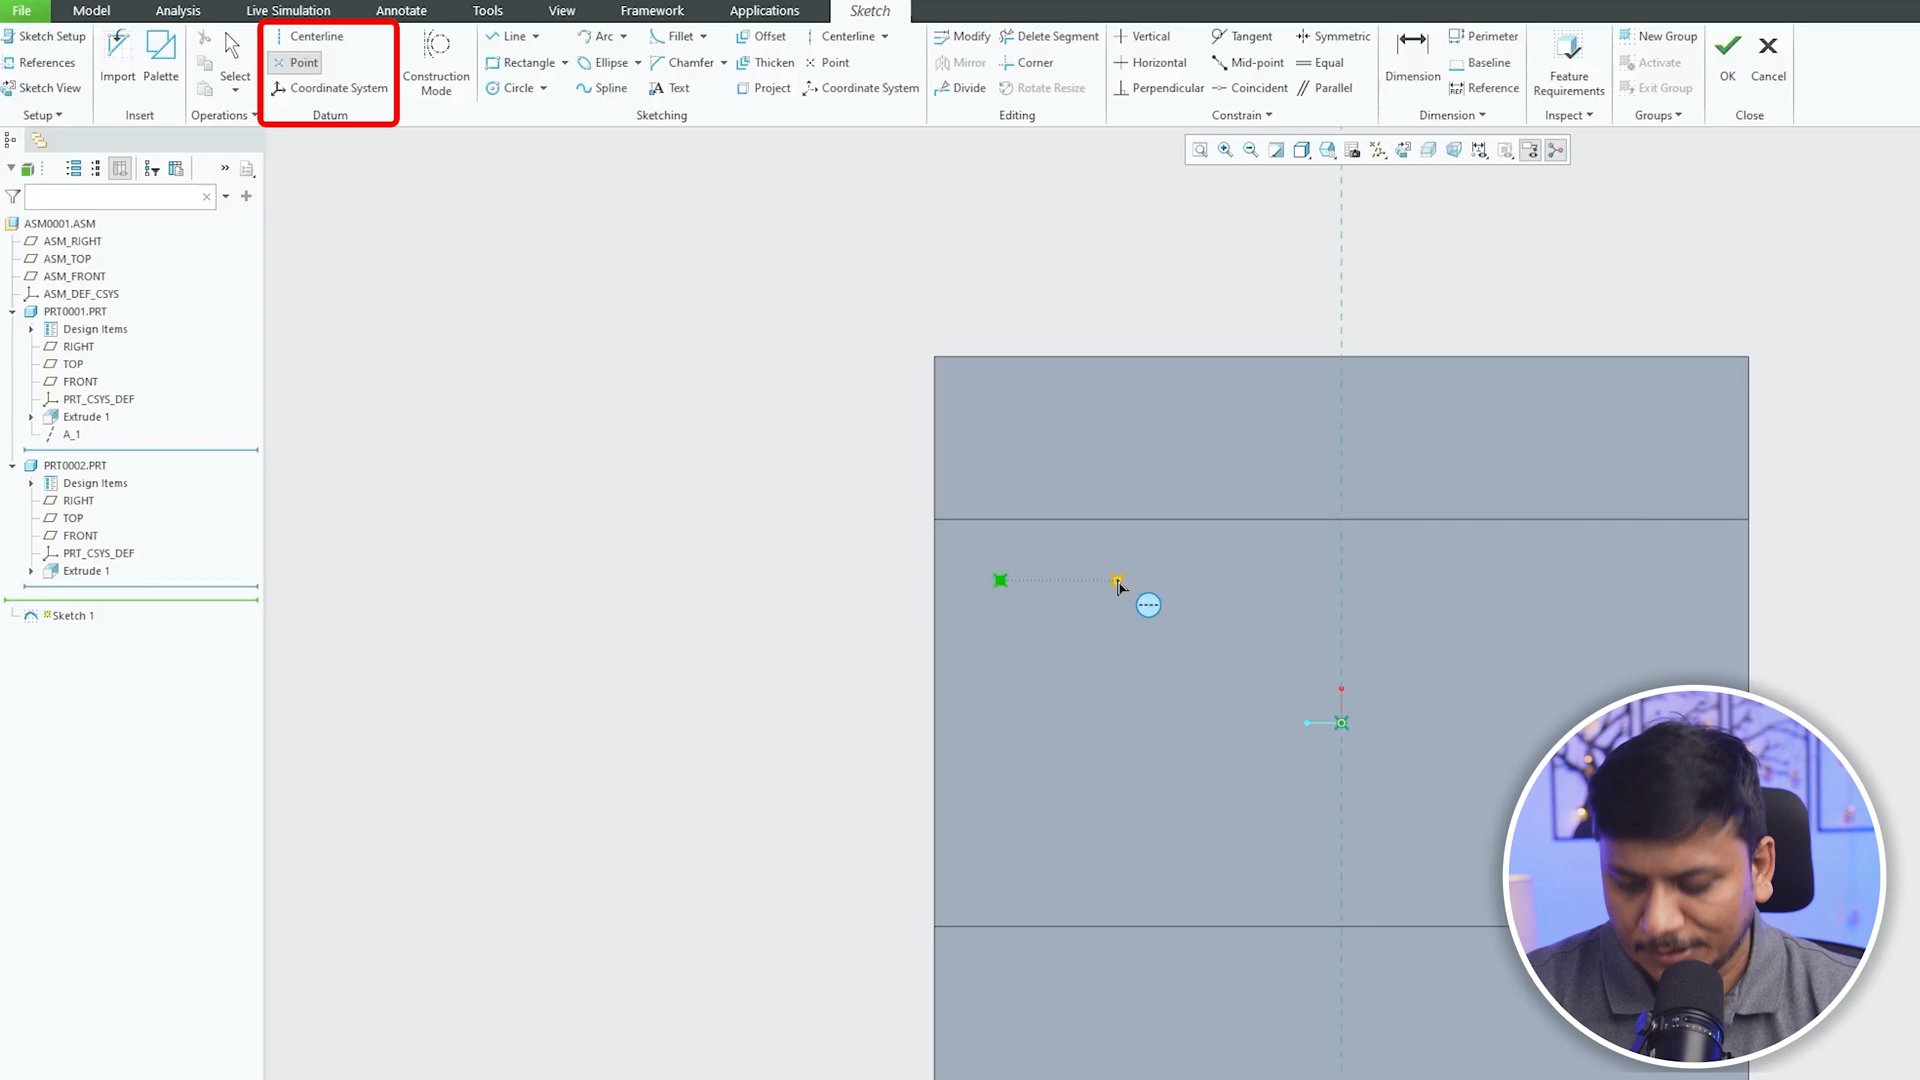 File Model Analysis Live Simulation Annotate Tools View Framework Applications Sketch
Sketch Setup
References
Sketch View
Setup
Import
Palette
Insert
Select
Operations
Centerline
Point
Coordinate System
Datum
Construction
Mode
Line
Rectangle
Circle
Arc
Ellipse
Spline
Fillet
Chamfer
Text
Offset
Thicken
Project
Centerline
Point
Coordinate System
Sketching
Modify
Mirror
Divide
Delete Segment
Corner
Rotate Resize
Editing
Vertical
Horizontal
Perpendicular
Tangent
Mid-point
Coincident
Symmetric
Equal
Parallel
Constrain
Dimension
Perimeter
Baseline
Reference
Dimension
Feature
Requirements
Inspect
New Group
Activate
Exit Group
Groups
OK
Cancel
Close
ASM0001.ASM
ASM_RIGHT
ASM_TOP
ASM_FRONT
ASM_DEF_CSYS
PRT0001.PRT
Design Items
RIGHT
TOP
FRONT
PRT_CSYS_DEF
Extrude 1
A_1
PRT0002.PRT
Design Items
RIGHT
TOP
FRONT
PRT_CSYS_DEF
Extrude 1
Sketch 1